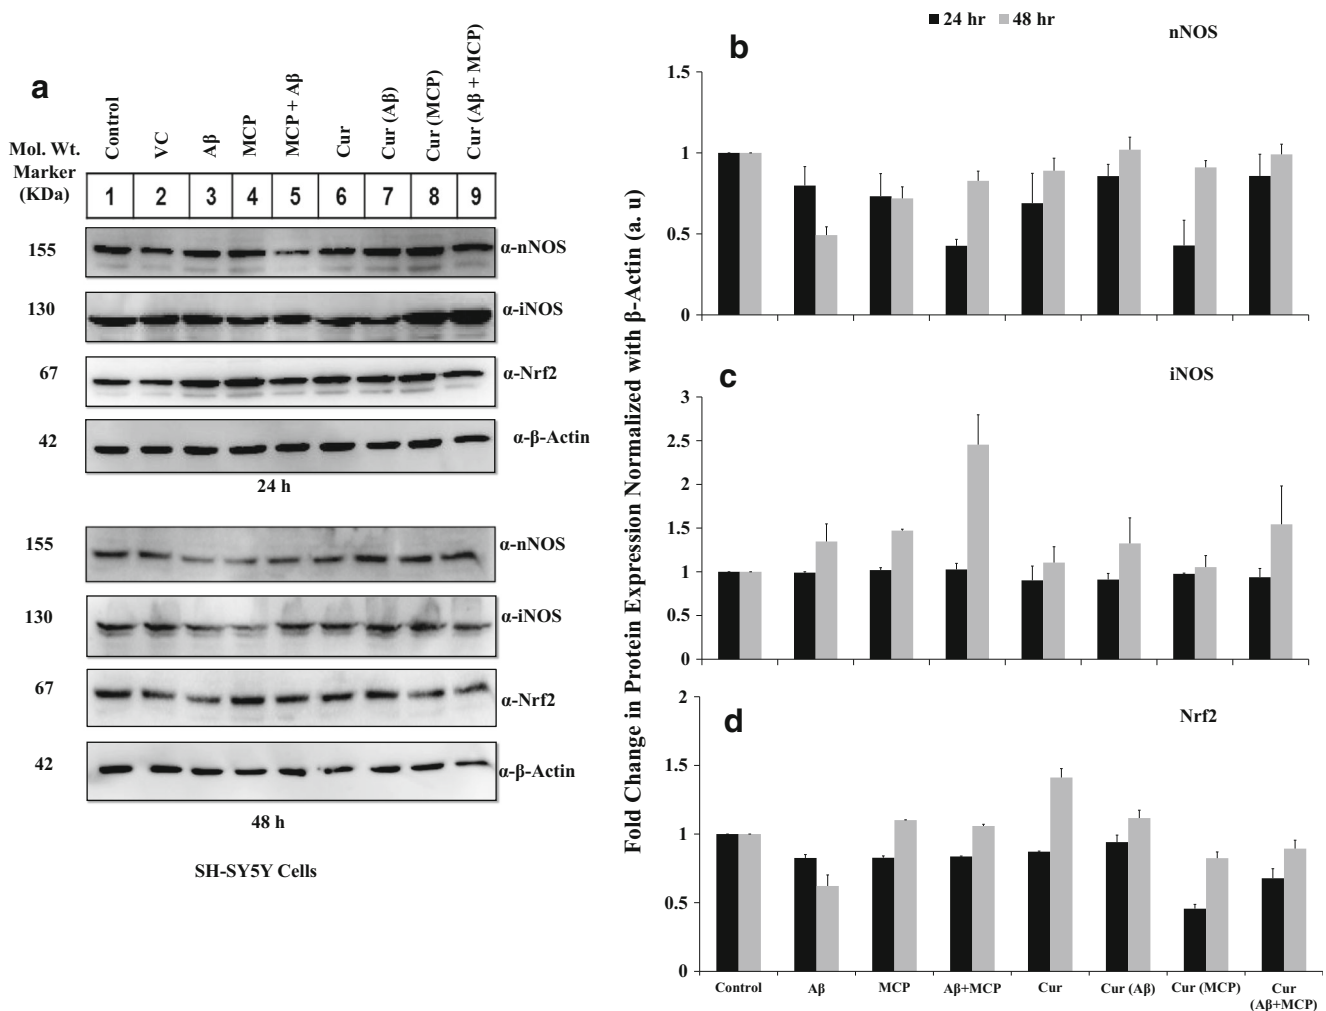 a
Mol. Wt.
Marker
(KDa)
Control
VC
Aβ
MCP
MCP + Aβ
Cur
Cur (Aβ)
Cur (MCP)
Cur (Aβ + MCP)
1 2 3 4 5 6 7 8 9
155 α-nNOS
130 α-iNOS
67 α-Nrf2
42 α-β-Actin
24 h
155 α-nNOS
130 α-iNOS
67 α-Nrf2
42 α-β-Actin
48 h
SH-SY5Y Cells
Fold Change in Protein Expression Normalized with β-Actin (a. u)
24 hr 48 hr
b
nNOS
1.5
1
0.5
0
c
iNOS
3
2.5
2
1.5
1
0.5
0
d
Nrf2
2
1.5
1
0.5
0
Control Aβ MCP Aβ+MCP Cur Cur (Aβ) Cur (MCP) Cur
(Aβ+MCP)